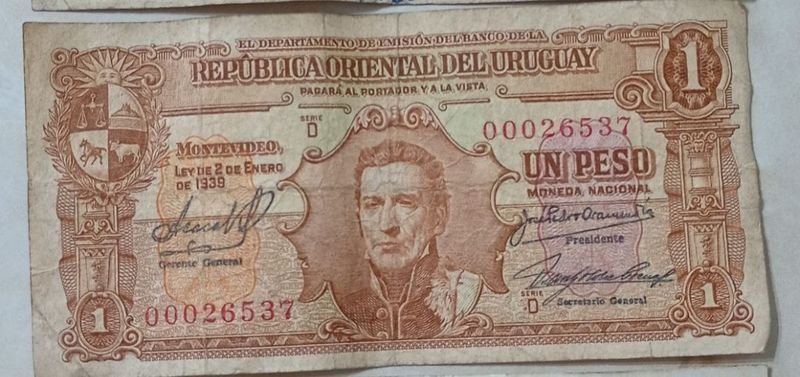 EL DEPARTAMENTO DE EMISIÓN DEL BANCO DE LA
REPÚBLICA ORIENTAL DEL URUGUAY
PAGARÁ AL PORTADOR Y A LA VISTA
1
SERIE
D
00026537
MONTEVIDEO,
LEY DE 2 DE ENERO
DE 1939
UN PESO
MONEDA NACIONAL
Gerente General
Presidente
00026537
SERIE
D
Secretario General
1
1